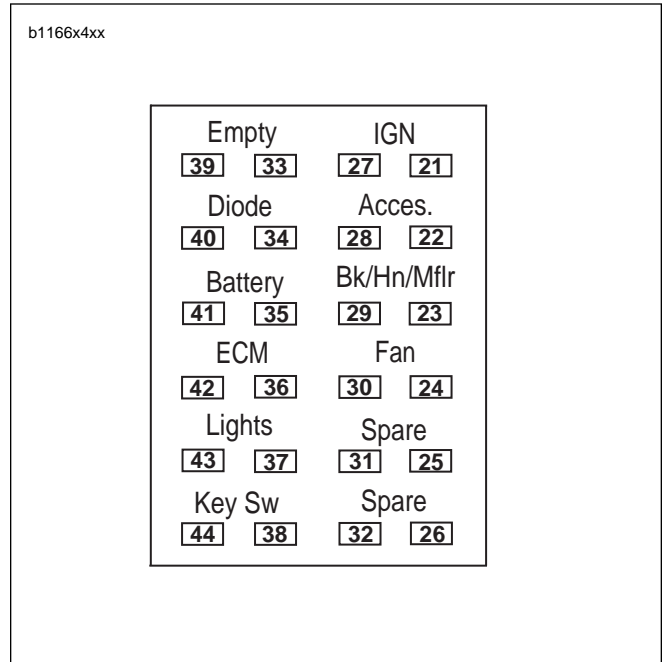 b1166x4xx
Empty IGN
39 33 27 21
Diode Acces.
40 34 28 22
Battery Bk/Hn/Mflr
41 35 29 23
ECM Fan
42 36 30 24
Lights Spare
43 37 31 25
Key Sw Spare
44 38 32 26